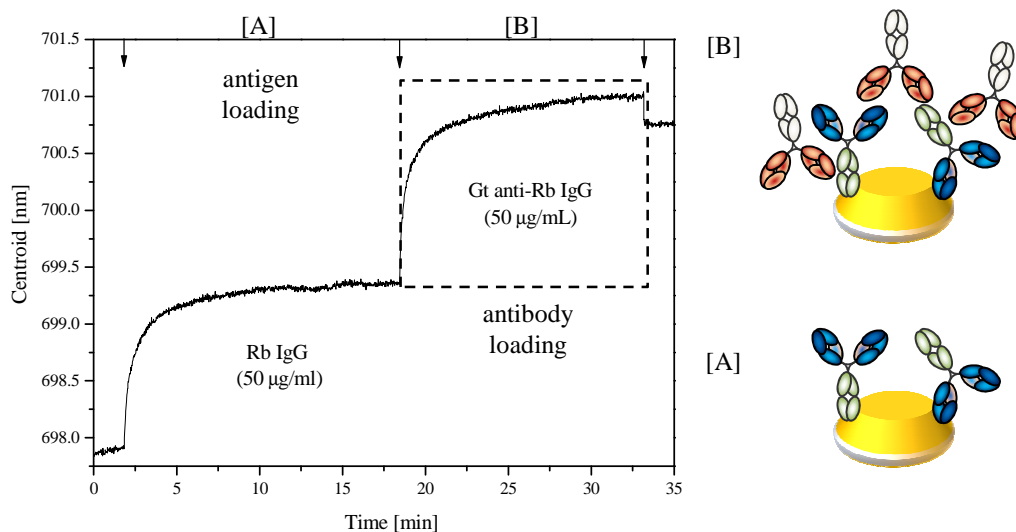 [A]
[B]
701.5
701.0
700.5
700.0
699.5
699.0
698.5
698.0
Centroid [nm]
antigen
loading
Gt anti-Rb IgG
(50 µg/mL)
antibody
loading
Rb IgG
(50 µg/ml)
0
5
10
15
20
25
30
35
Time [min]
[B]
[A]